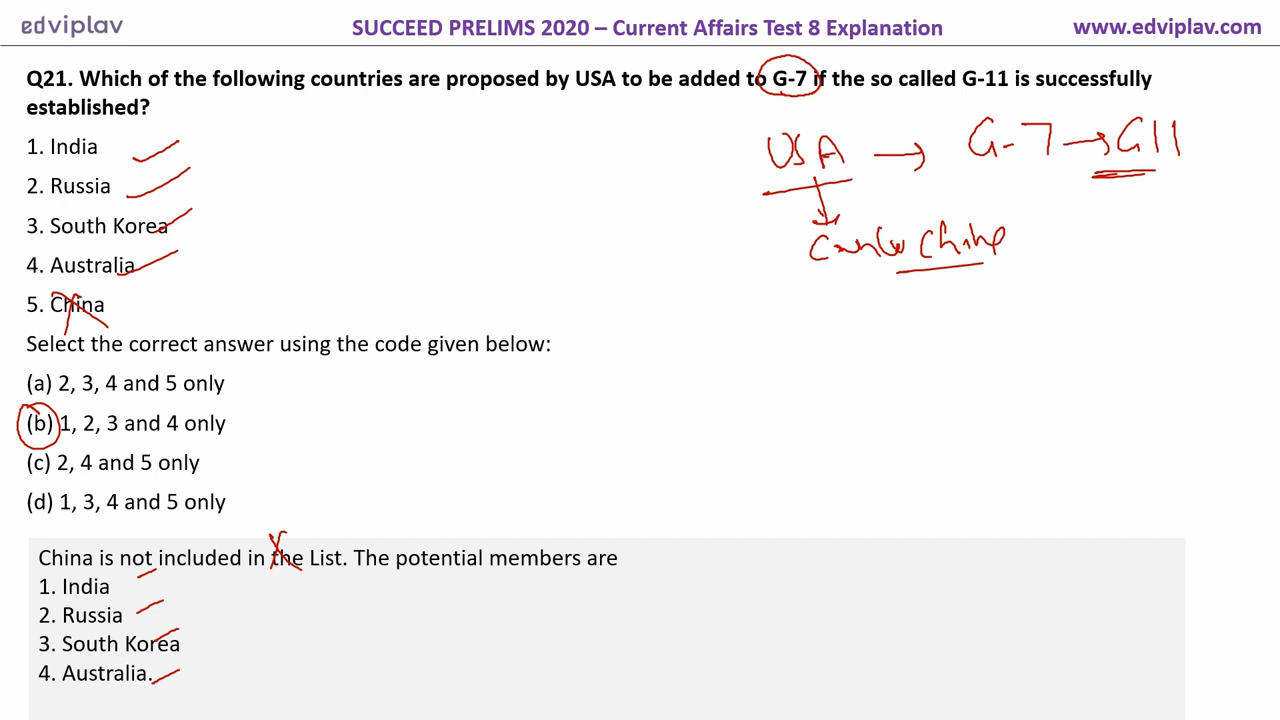 edviplav
SUCCEED PRELIMS 2020 – Current Affairs Test 8 Explanation
www.edviplav.com
Q21. Which of the following countries are proposed by USA to be added to G-7 if the so called G-11 is successfully
established?
1. India
2. Russia
3. South Korea
4. Australia
5. China
Select the correct answer using the code given below:
(a) 2, 3, 4 and 5 only
(b) 1, 2, 3 and 4 only
(c) 2, 4 and 5 only
(d) 1, 3, 4 and 5 only
USA → G-7 → G11
China
China is not included in the List. The potential members are
1. India
2. Russia
3. South Korea
4. Australia.